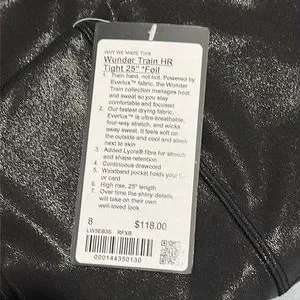 WHY WE MADE THIS
Wunder Train HR
Tight 25" *Foil
1. Train hard, not hot. Powered by
Everlux™ fabric, the Wunder
Train collection manages heat
and sweat so you stay
comfortable and focused
2. Our fastest drying fabric,
Everlux™ is ultra-breathable,
four-way stretch, and wicks
away sweat. It feels soft on
the outside and cool and sleek
next to skin
3. Added Lycra® fibre for stretch
and shape retention
4. Continuous drawcord
5. Waistband pocket holds your
or card
6. High rise, 25" length
7. Over time the shiny details
will take on their own
well-loved look
8 $118.00
RFXB
000144350130